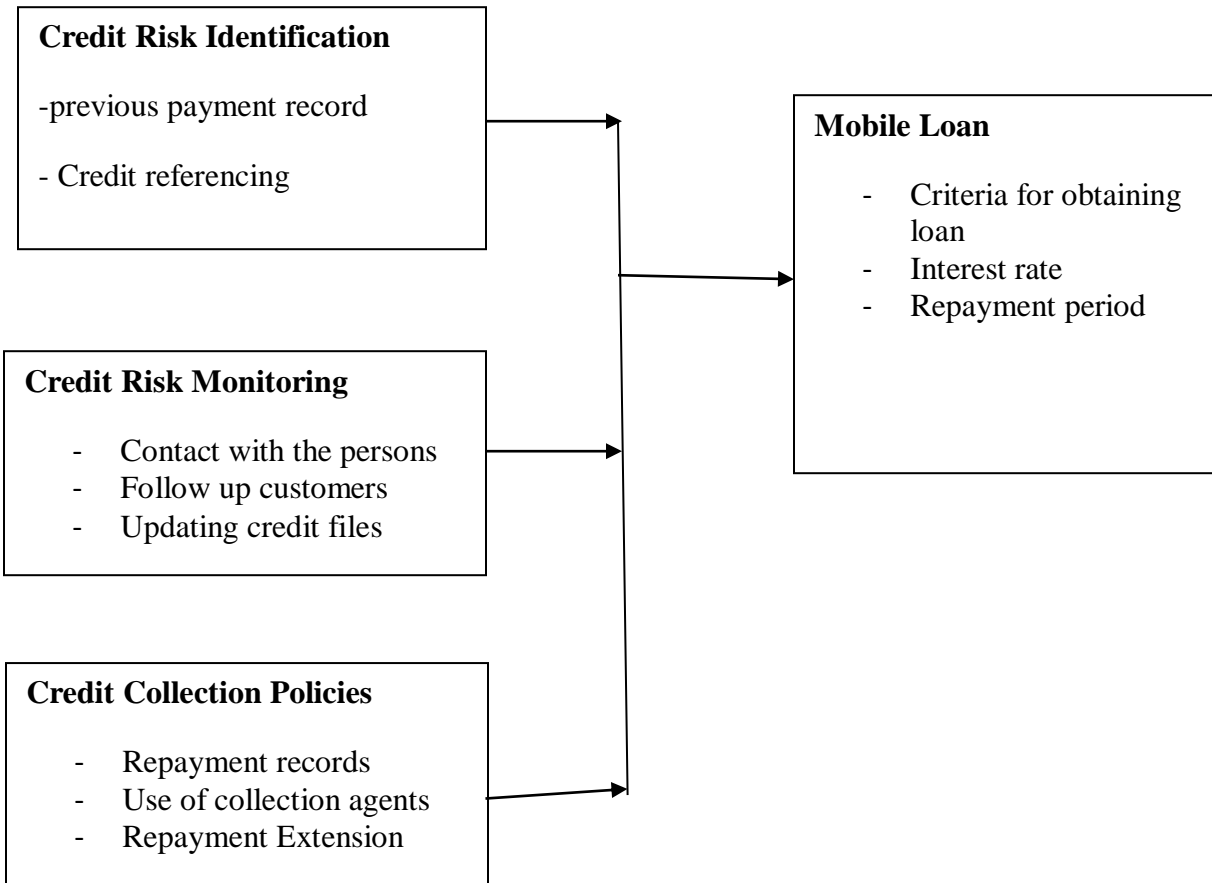 Credit Risk Identification
-previous payment record
- Credit referencing
Mobile Loan
- Criteria for obtaining
loan
- Interest rate
- Repayment period
Credit Risk Monitoring
- Contact with the persons
- Follow up customers
- Updating credit files
Credit Collection Policies
- Repayment records
- Use of collection agents
- Repayment Extension